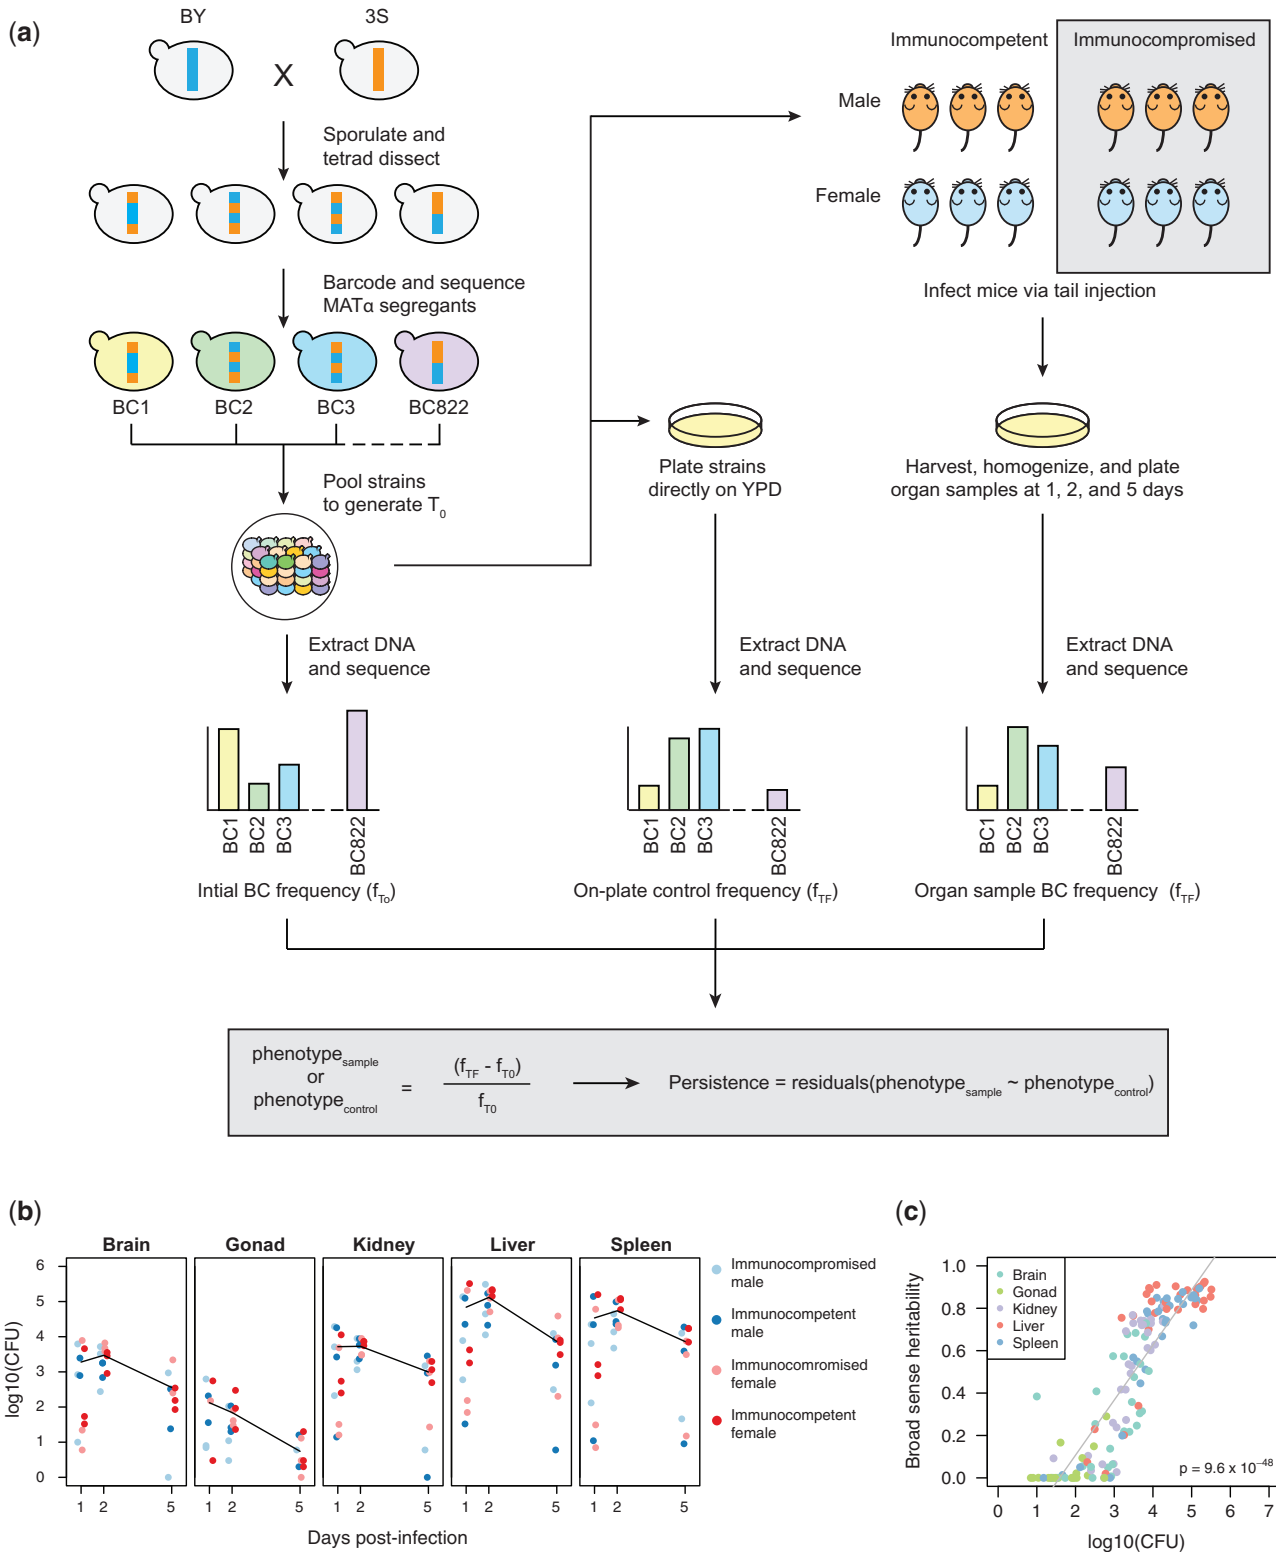 (a)
BY
3S
X
Sporulate and
tetrad dissect
Barcode and sequence
MATα segregants
BC1
BC2
BC3
BC822
Pool strains
to generate T0
Extract DNA
and sequence
BC1
BC2
BC3
BC822
Intial BC frequency (fTo)
Immunocompetent
Immunocompromised
Male
Female
Infect mice via tail injection
Plate strains
directly on YPD
Harvest, homogenize, and plate
organ samples at 1, 2, and 5 days
Extract DNA
and sequence
Extract DNA
and sequence
BC1
BC2
BC3
BC822
On-plate control frequency (fTF)
BC1
BC2
BC3
BC822
Organ sample BC frequency (fTF)
phenotypesample
or
phenotypecontrol
=
(fTF - fT0)
fT0
Persistence = residuals(phenotypesample ~ phenotypecontrol)
(b)
Brain
Gonad
Kidney
Liver
Spleen
log10(CFU)
6
5
4
3
2
1
0
1 2 5
1 2 5
1 2 5
1 2 5
1 2 5
Days post-infection
Immunocompromised
male
Immunocompetent
male
Immunocomromised
female
Immunocompetent
female
(c)
Broad sense heritability
1.0
0.8
0.6
0.4
0.2
0.0
Brain
Gonad
Kidney
Liver
Spleen
p = 9.6 x 10−48
0 1 2 3 4 5 6 7
log10(CFU)